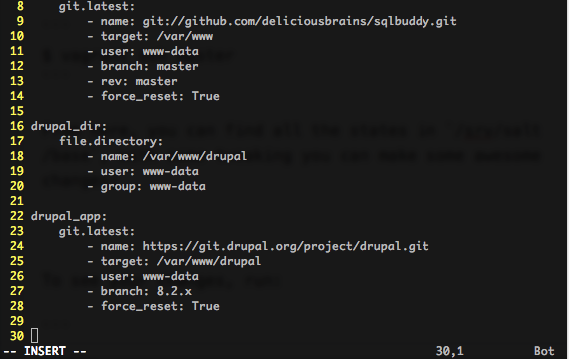 8     git.latest:
9         - name: git://github.com/deliciousbrains/sqlbuddy.git
10         - target: /var/www
11         - user: www-data
12         - branch: master
13         - rev: master
14         - force_reset: True
15
16 drupal_dir:
17     file.directory:
18         - name: /var/www/drupal
19         - user: www-data
20         - group: www-data
21
22 drupal_app:
23     git.latest:
24         - name: https://git.drupal.org/project/drupal.git
25         - target: /var/www/drupal
26         - user: www-data
27         - branch: 8.2.x
28         - force_reset: True
29
30
-- INSERT -- 30,1 Bot